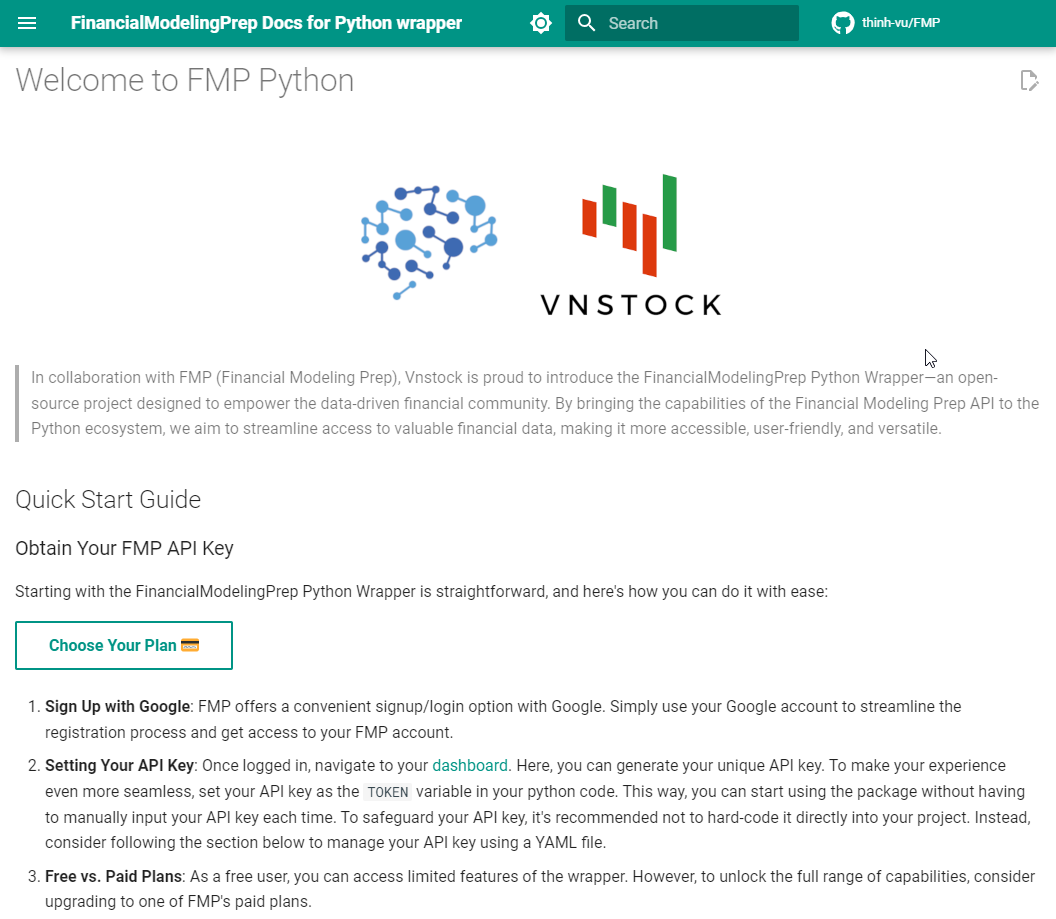 FinancialModelingPrep Docs for Python wrapper
Search
thinh-vu/FMP
Welcome to FMP Python
VNSTOCK
In collaboration with FMP (Financial Modeling Prep), Vnstock is proud to introduce the FinancialModelingPrep Python Wrapper—an open-
source project designed to empower the data-driven financial community. By bringing the capabilities of the Financial Modeling Prep API to the
Python ecosystem, we aim to streamline access to valuable financial data, making it more accessible, user-friendly, and versatile.
Quick Start Guide
Obtain Your FMP API Key
Starting with the FinancialModelingPrep Python Wrapper is straightforward, and here's how you can do it with ease:
Choose Your Plan 💳
1. Sign Up with Google: FMP offers a convenient signup/login option with Google. Simply use your Google account to streamline the
registration process and get access to your FMP account.
2. Setting Your API Key: Once logged in, navigate to your dashboard. Here, you can generate your unique API key. To make your experience
even more seamless, set your API key as the TOKEN variable in your python code. This way, you can start using the package without having
to manually input your API key each time. To safeguard your API key, it's recommended not to hard-code it directly into your project. Instead,
consider following the section below to manage your API key using a YAML file.
3. Free vs. Paid Plans: As a free user, you can access limited features of the wrapper. However, to unlock the full range of capabilities, consider
upgrading to one of FMP's paid plans.